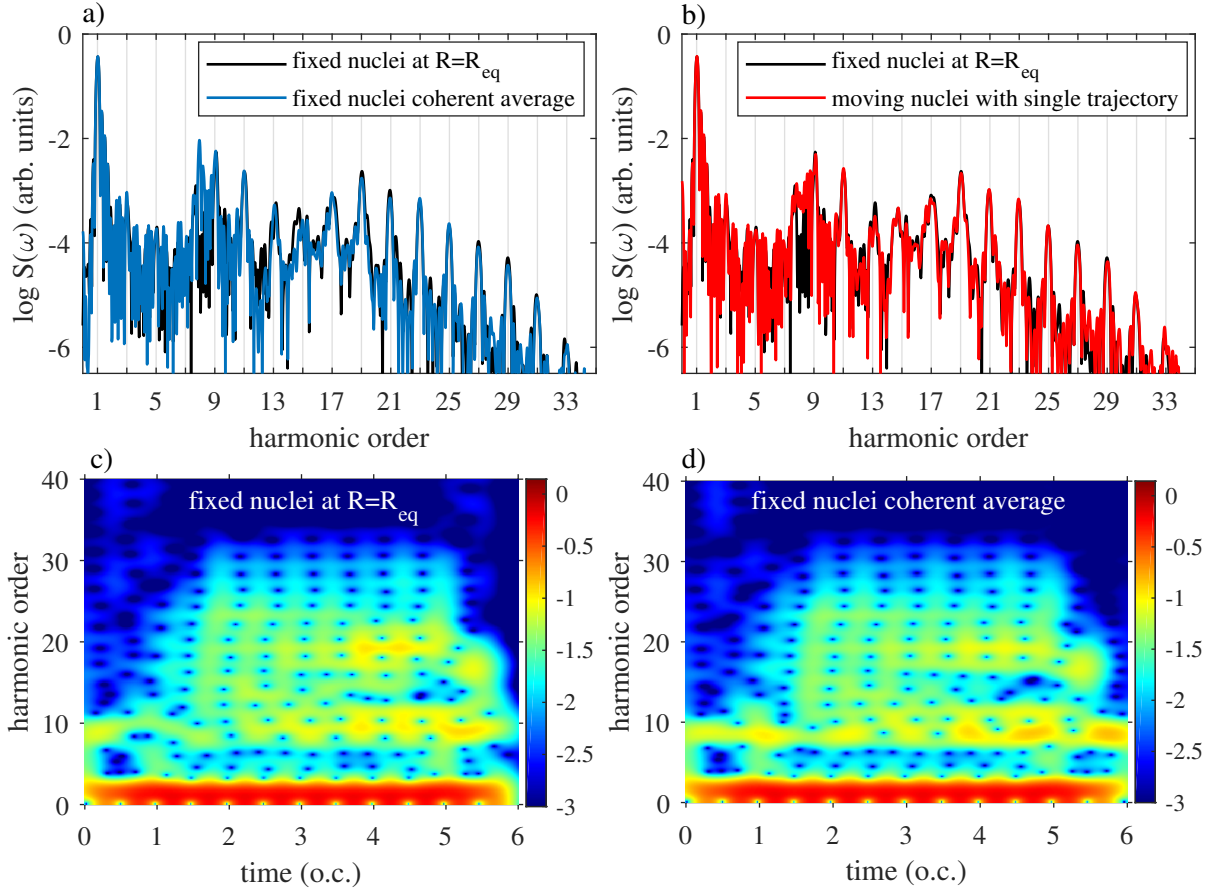 a)
0
-2
-4
-6
log S(ω) (arb. units)
fixed nuclei at R=R_eq
fixed nuclei coherent average
1 5 9 13 17 21 25 29 33
harmonic order
b)
0
-2
-4
-6
log S(ω) (arb. units)
fixed nuclei at R=R_eq
moving nuclei with single trajectory
1 5 9 13 17 21 25 29 33
harmonic order
c)
40
30
20
10
0
harmonic order
fixed nuclei at R=R_eq
0 1 2 3 4 5 6
time (o.c.)
0
-0.5
-1
-1.5
-2
-2.5
-3
d)
40
30
20
10
0
harmonic order
fixed nuclei coherent average
0 1 2 3 4 5 6
time (o.c.)
0
-0.5
-1
-1.5
-2
-2.5
-3